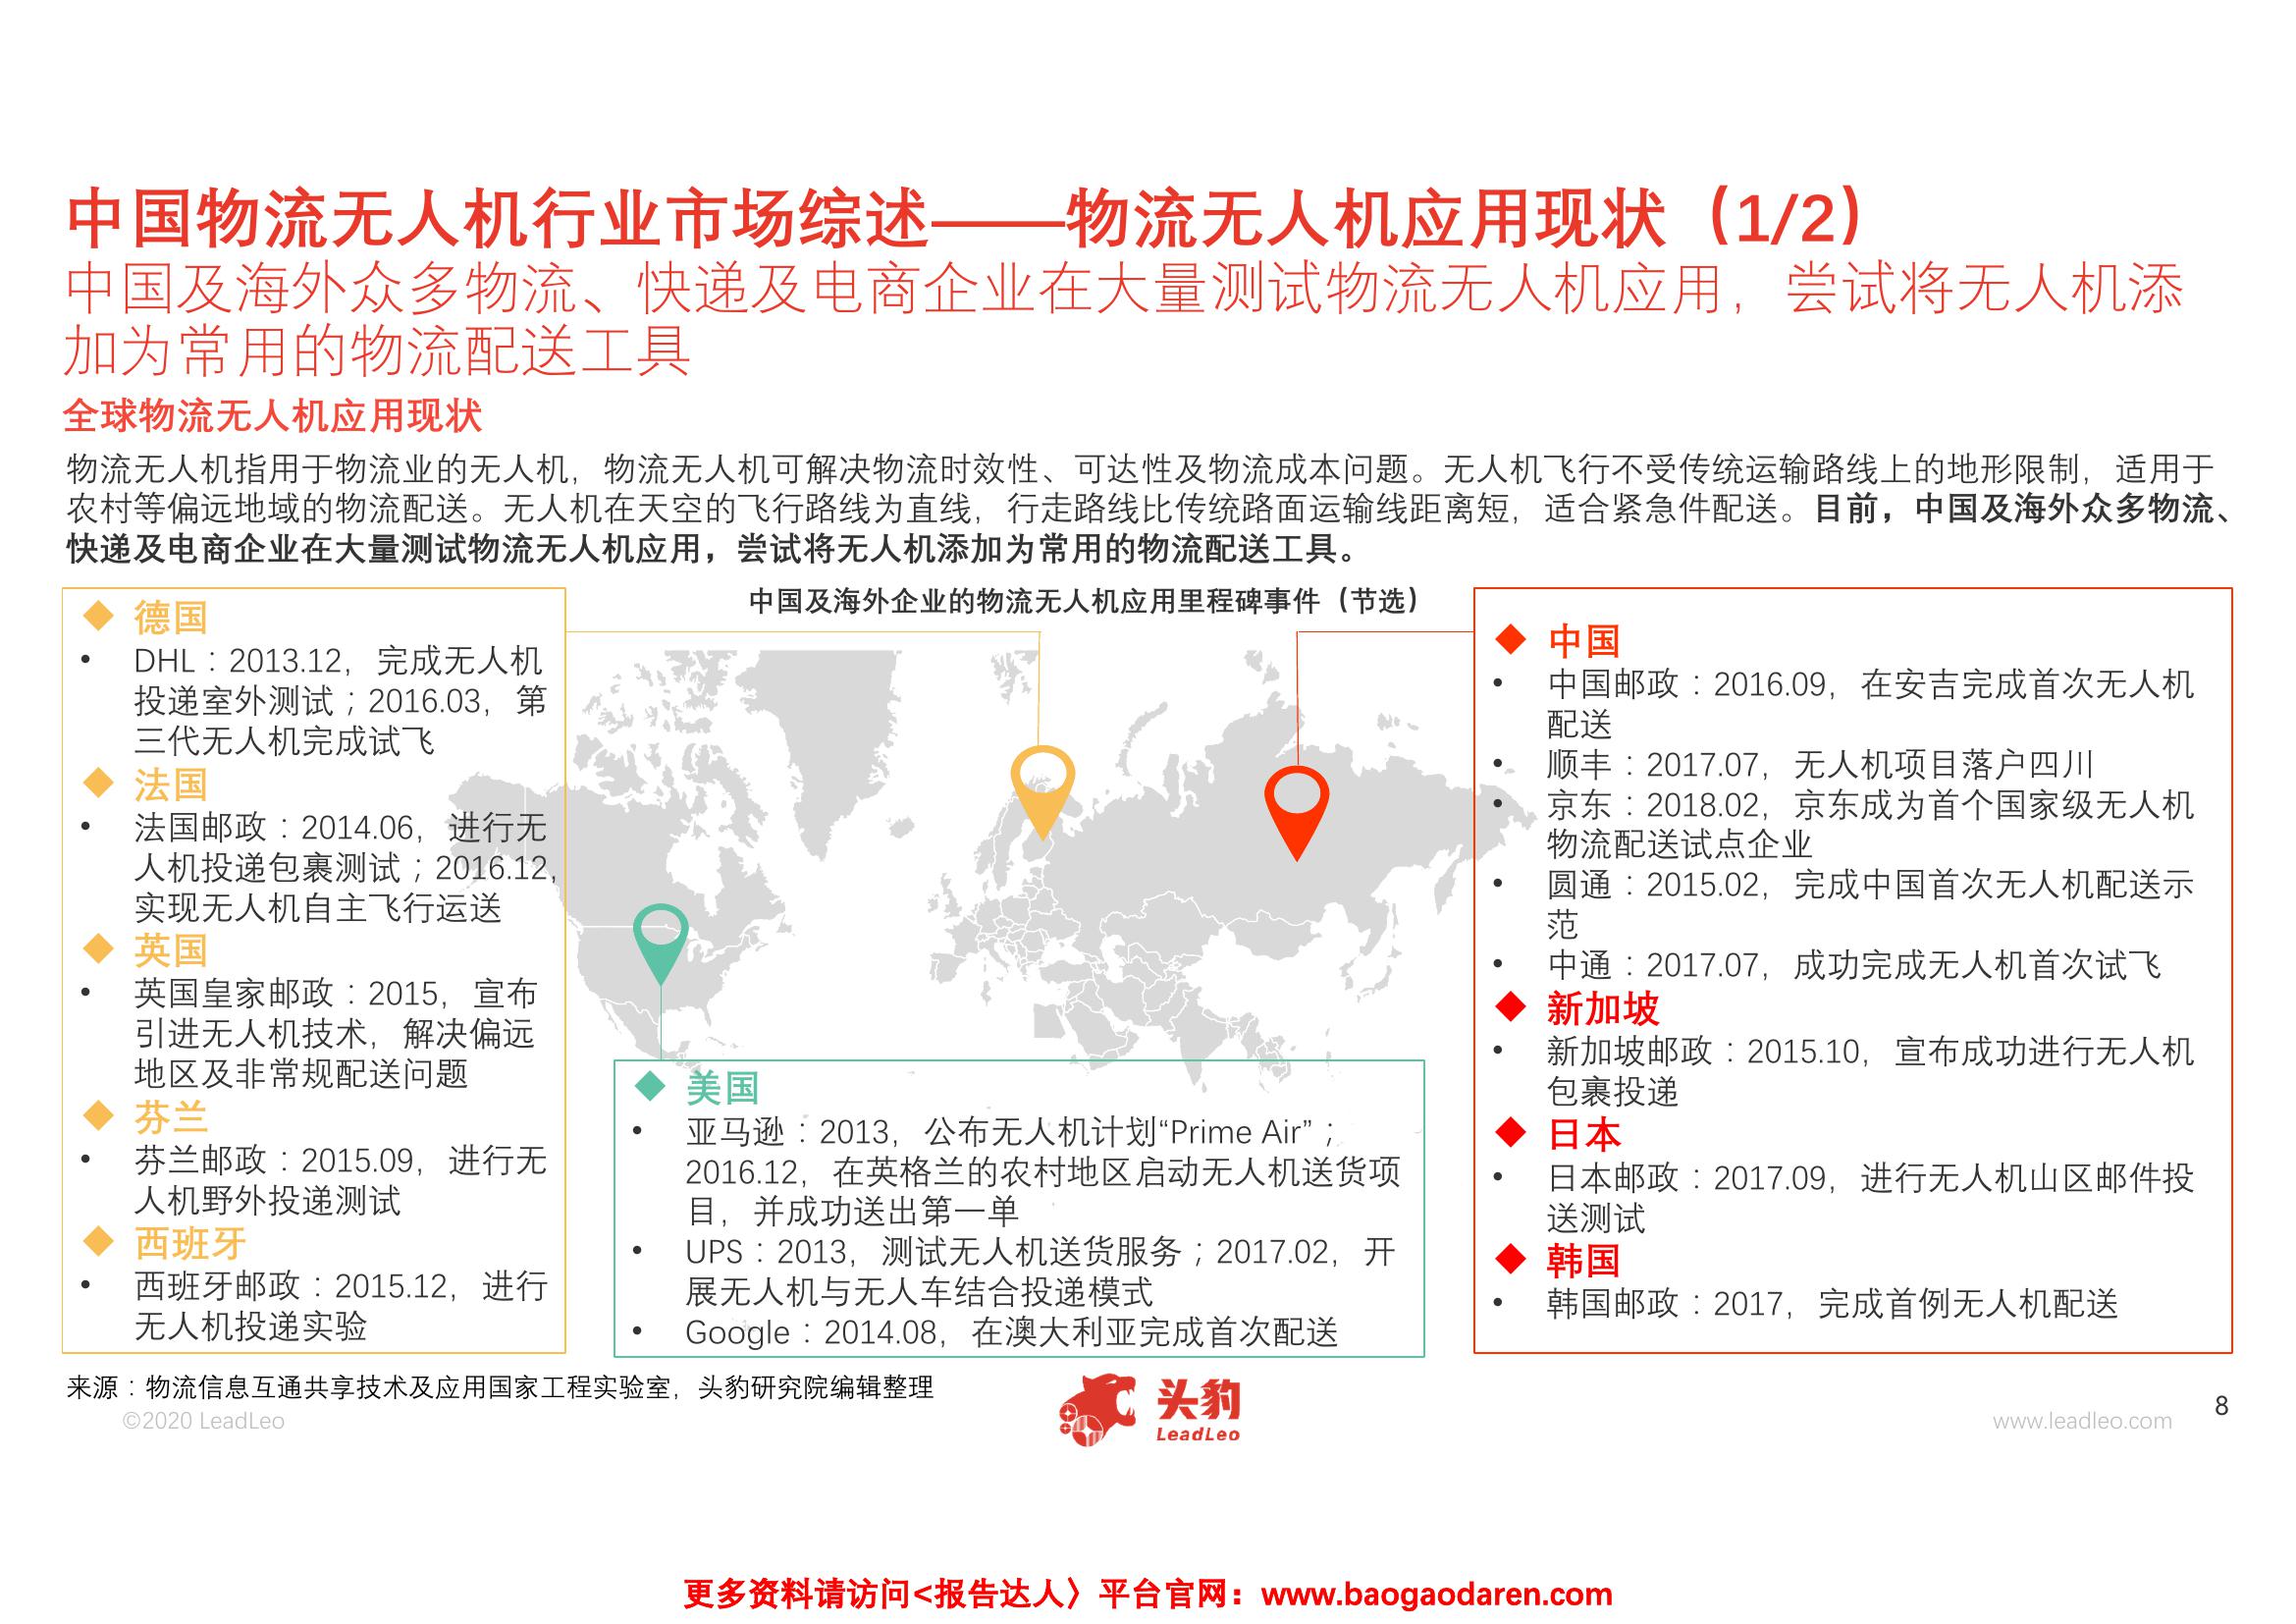 中国物流无人机行业市场综述——物流无人机应用现状（1/2）
中国及海外众多物流、快递及电商企业在大量测试物流无人机应用，尝试将无人机添
加为常用的物流配送工具
全球物流无人机应用现状
物流无人机指用于物流业的无人机，物流无人机可解决物流时效性、可达性及物流成本问题。无人机飞行不受传统运输路线上的地形限制，适用于
农村等偏远地域的物流配送。无人机在天空的飞行路线为直线，行走路线比传统路面运输线距离短，适合紧急件配送。目前，中国及海外众多物流、
快递及电商企业在大量测试物流无人机应用，尝试将无人机添加为常用的物流配送工具。
中国及海外企业的物流无人机应用里程碑事件（节选）
◆ 德国
• DHL：2013.12，完成无人机
投递室外测试；2016.03，第
三代无人机完成试飞
◆ 法国
• 法国邮政：2014.06，进行无
人机投递包裹测试；2016.12,
实现无人机自主飞行运送
◆ 英国
• 英国皇家邮政：2015，宣布
引进无人机技术，解决偏远
地区及非常规配送问题
◆ 芬兰
• 芬兰邮政：2015.09，进行无
人机野外投递测试
◆ 西班牙
• 西班牙邮政：2015.12，进行
无人机投递实验
◆ 美国
• 亚马逊：2013，公布无人机计划“Prime Air”；
2016.12，在英格兰的农村地区启动无人机送货项
目，并成功送出第一单
• UPS：2013，测试无人机送货服务；2017.02，开
展无人机与无人车结合投递模式
• Google：2014.08，在澳大利亚完成首次配送
◆ 中国
• 中国邮政：2016.09，在安吉完成首次无人机
配送
• 顺丰：2017.07，无人机项目落户四川
• 京东：2018.02，京东成为首个国家级无人机
物流配送试点企业
• 圆通：2015.02，完成中国首次无人机配送示
范
• 中通：2017.07，成功完成无人机首次试飞
◆ 新加坡
• 新加坡邮政：2015.10，宣布成功进行无人机
包裹投递
◆ 日本
• 日本邮政：2017.09，进行无人机山区邮件投
送测试
◆ 韩国
• 韩国邮政：2017，完成首例无人机配送
来源：物流信息互通共享技术及应用国家工程实验室，头豹研究院编辑整理
©2020 LeadLeo
头豹
LeadLeo
www.leadleo.com
8
更多资料请访问<报告达人〉平台官网：www.baogaodaren.com